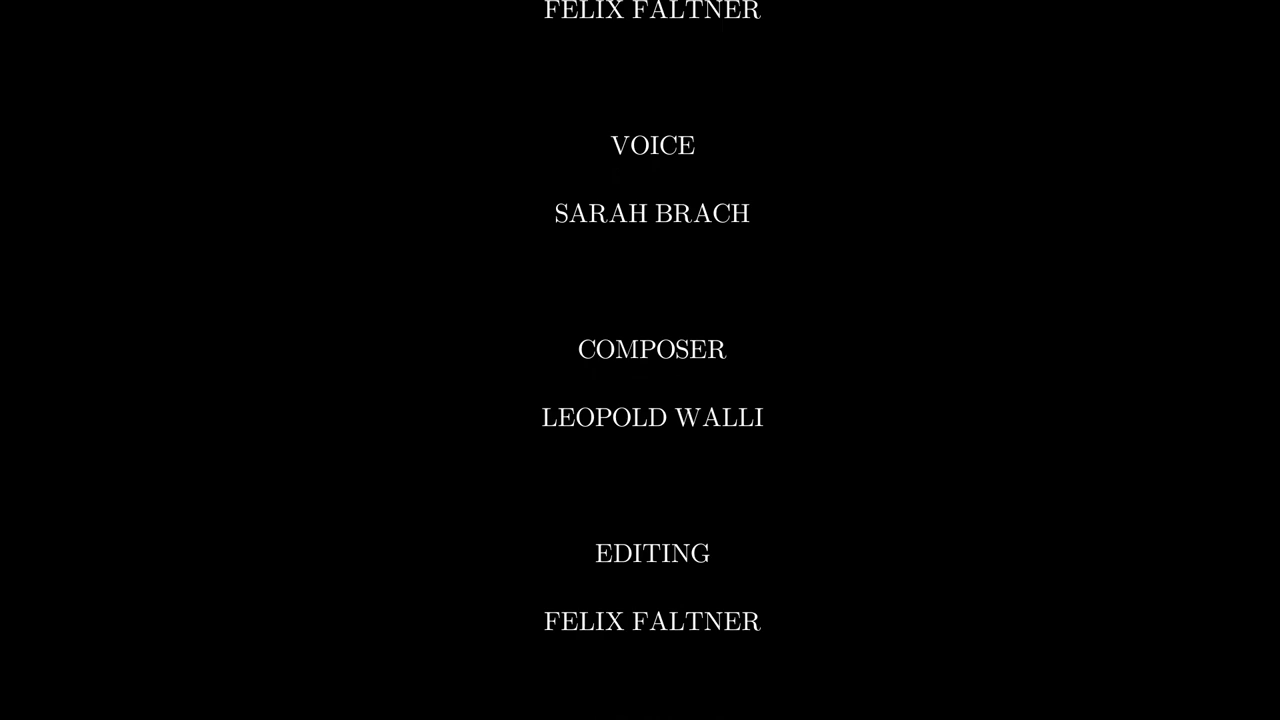 FELIX FALTNER
VOICE
SARAH BRACH
COMPOSER
LEOPOLD WALLI
EDITING
FELIX FALTNER